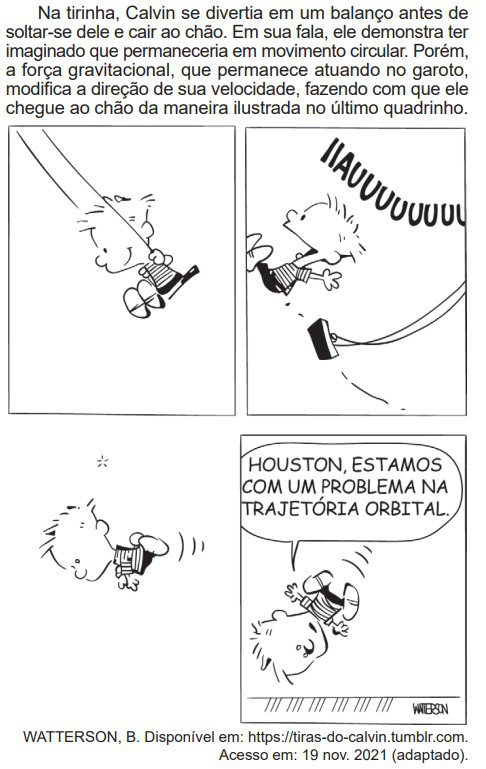 Na tirinha, Calvin se divertia em um balanço antes de
soltar-se dele e cair ao chão. Em sua fala, ele demonstra ter
imaginado que permaneceria em movimento circular. Porém,
a força gravitacional, que permanece atuando no garoto,
modifica a direção de sua velocidade, fazendo com que ele
chegue ao chão da maneira ilustrada no último quadrinho.
IIAUUUUUUUUU
HOUSTON, ESTAMOS
COM UM PROBLEMA NA
TRAJETÓRIA ORBITAL.
WATTERSON
WATTERSON, B. Disponível em: https://tiras-do-calvin.tumblr.com.
Acesso em: 19 nov. 2021 (adaptado).